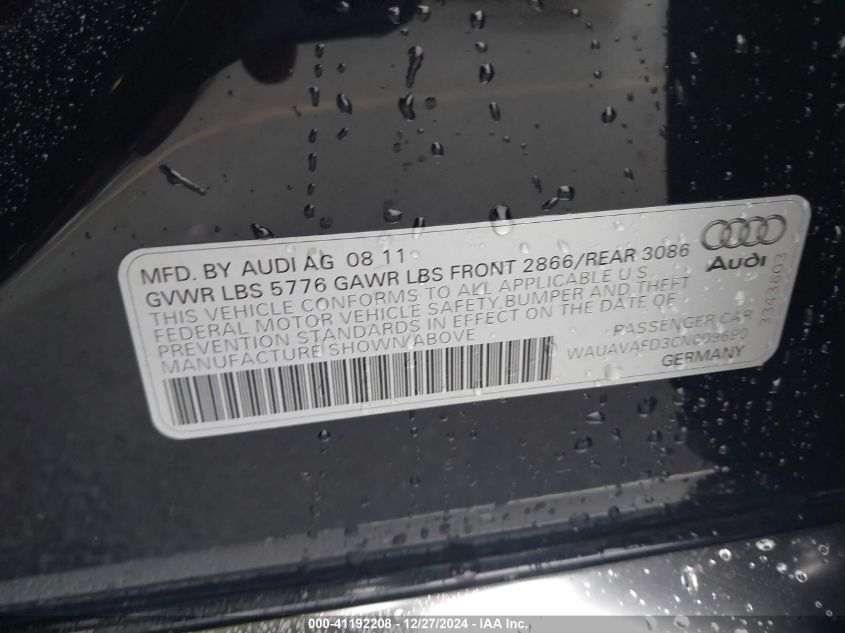 MFD. BY AUDI AG 08 11
GVWR LBS 5776 GAWR LBS FRONT 2866/REAR 3086
THIS VEHICLE CONFORMS TO ALL APPLICABLE U S
FEDERAL MOTOR VEHICLE SAFETY, BUMPER AND THEFT
PREVENTION STANDARDS IN EFFECT ON THE DATE OF
MANUFACTURE SHOWN ABOVE
Audi
3343603
PASSENGER CAR
GERMANY
000-41192208 - 12/27/2024 - IAA Inc.